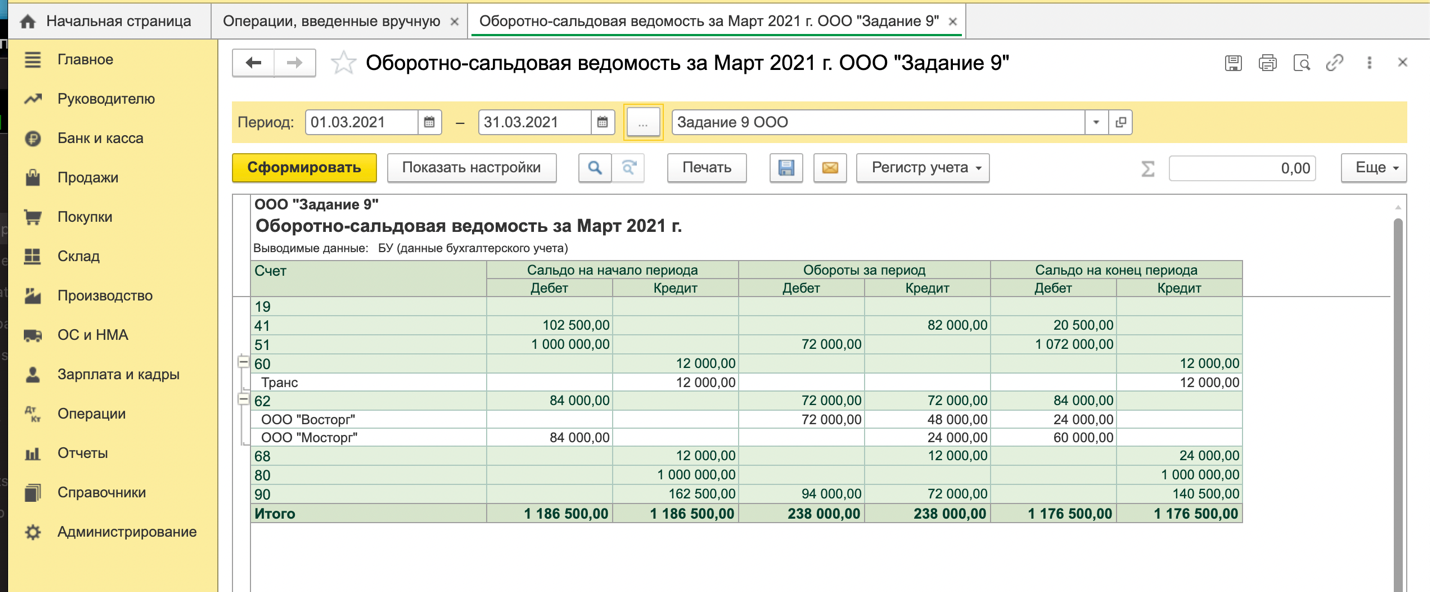 Начальная страница
Операции, введенные вручную ×
Оборотно-сальдовая ведомость за Март 2021 г. ООО "Задание 9" ×
Главное
Руководителю
Банк и касса
Продажи
Покупки
Склад
Производство
ОС и НМА
Зарплата и кадры
Операции
Отчеты
Справочники
Администрирование
Оборотно-сальдовая ведомость за Март 2021 г. ООО "Задание 9"
Период: 01.03.2021 – 31.03.2021 ... Задание 9 ООО
Сформировать Показать настройки Печать Регистр учета Σ 0,00 Еще
ООО "Задание 9"
Оборотно-сальдовая ведомость за Март 2021 г.
Выводимые данные: БУ (данные бухгалтерского учета)
Счет Сальдо на начало периода Обороты за период Сальдо на конец периода
Дебет Кредит Дебет Кредит Дебет Кредит
19
41 102 500,00 82 000,00 20 500,00
51 1 000 000,00 72 000,00 1 072 000,00
60 12 000,00 12 000,00
Транс 12 000,00 12 000,00
62 84 000,00 72 000,00 72 000,00 84 000,00
ООО "Восторг" 72 000,00 48 000,00 24 000,00
ООО "Мосторг" 84 000,00 24 000,00 60 000,00
68 12 000,00 12 000,00 24 000,00
80 1 000 000,00 1 000 000,00
90 162 500,00 94 000,00 72 000,00 140 500,00
Итого 1 186 500,00 1 186 500,00 238 000,00 238 000,00 1 176 500,00 1 176 500,00